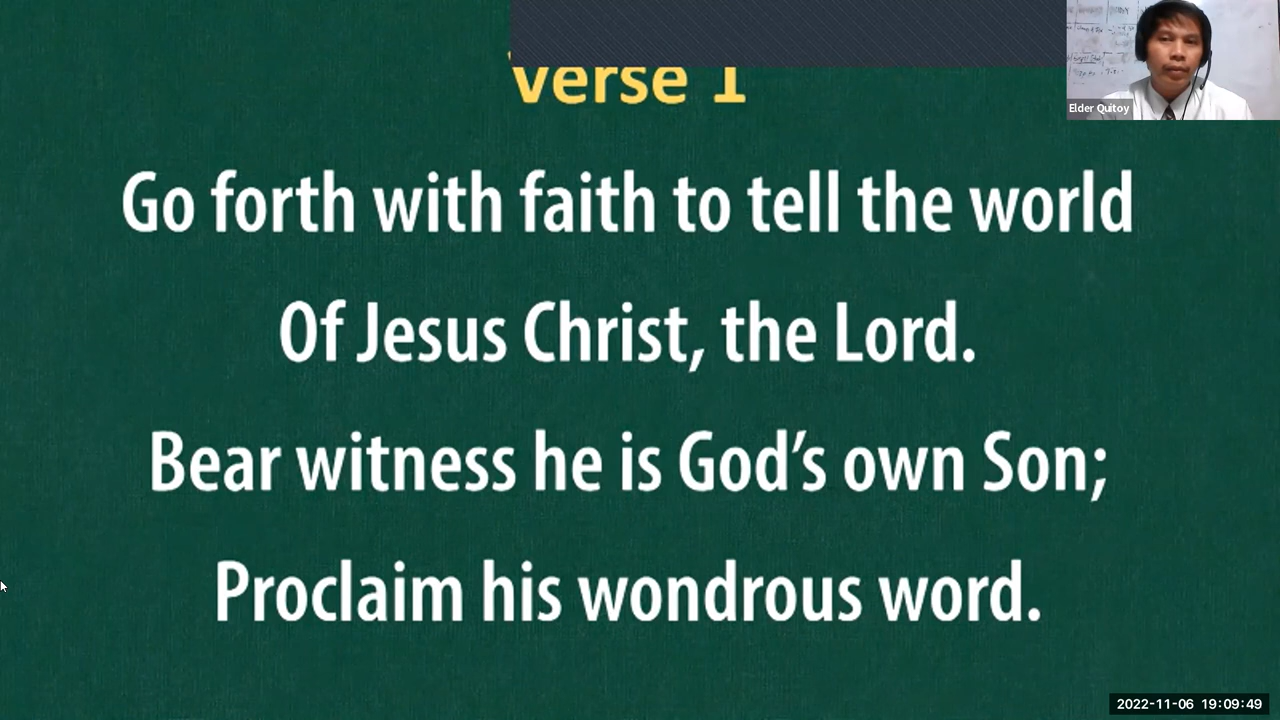 verse 1
Go forth with faith to tell the world
Of Jesus Christ, the Lord.
Bear witness he is God’s own Son;
Proclaim his wondrous word.
Elder Quitoy
2022-11-06 19:09:49